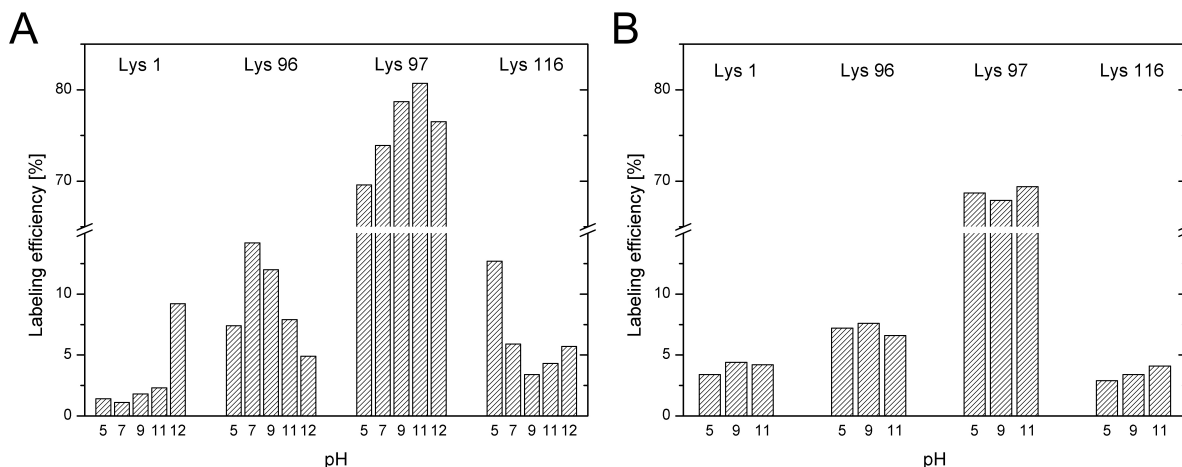 A
Lys 1 Lys 96 Lys 97 Lys 116
Labeling efficiency [%]
80
70
10
5
0
5 7 9 11 12 5 7 9 11 12 5 7 9 11 12 5 7 9 11 12
pH
B
Lys 1 Lys 96 Lys 97 Lys 116
Labeling efficiency [%]
80
70
10
5
0
5 9 11 5 9 11 5 9 11 5 9 11
pH